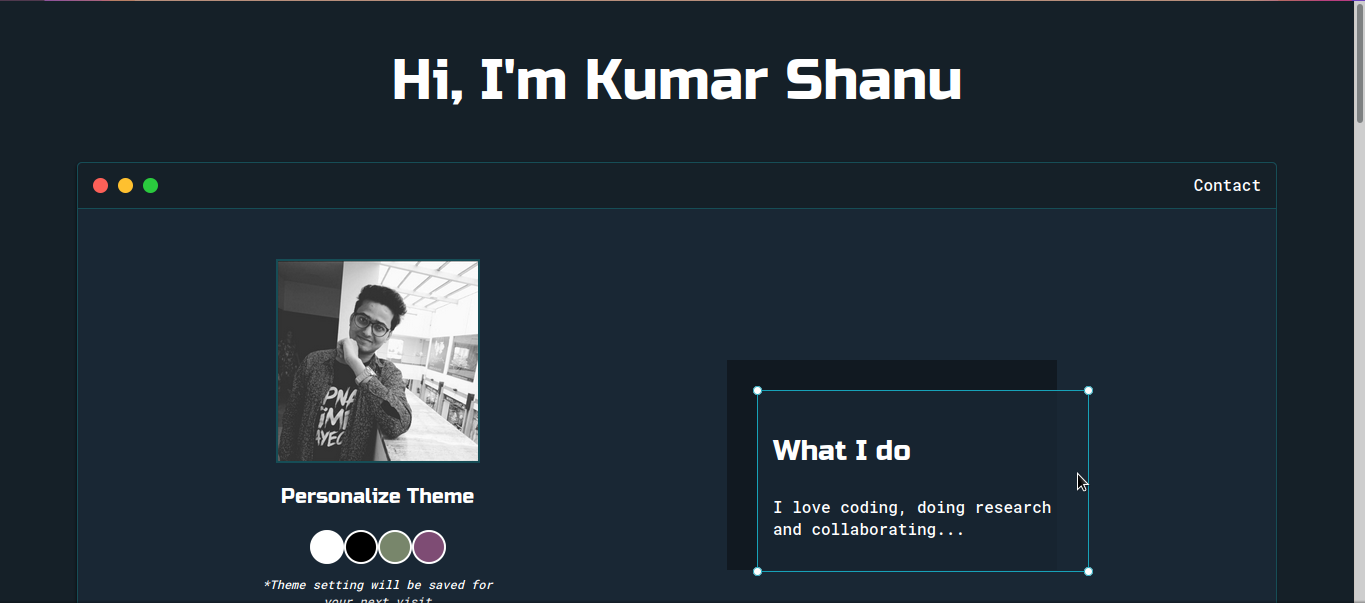 Hi, I'm Kumar Shanu
Contact
Personalize Theme
*Theme setting will be saved for
your next visit
What I do
I love coding, doing research
and collaborating...